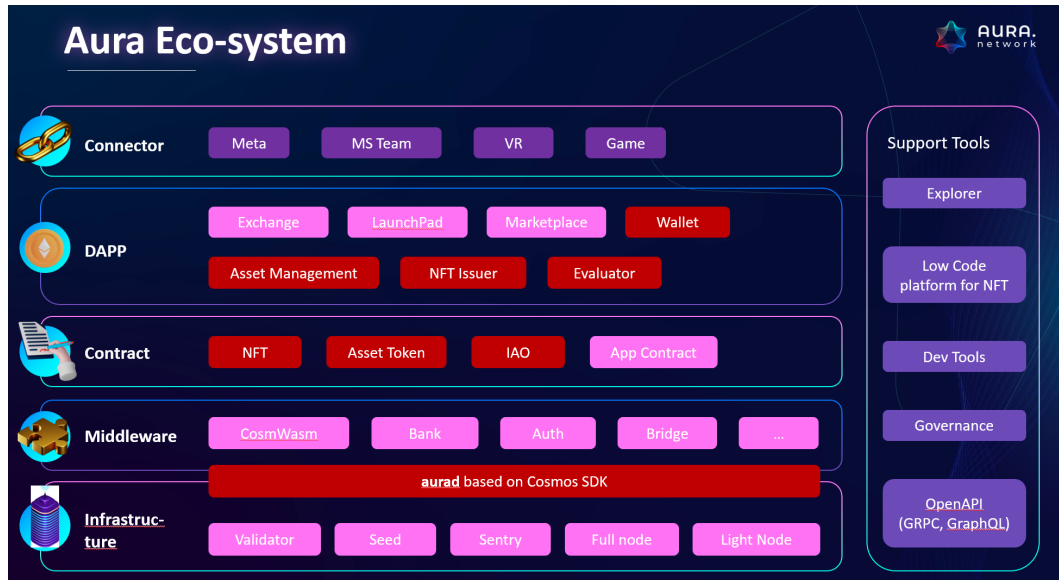 Aura Eco-system
AURA.
network
Connector
Meta
MS Team
VR
Game
DAPP
Exchange
LaunchPad
Marketplace
Wallet
Asset Management
NFT Issuer
Evaluator
Contract
NFT
Asset Token
IAO
App Contract
Middleware
CosmWasm
Bank
Auth
Bridge
...
aurad based on Cosmos SDK
Infrastruc-
ture
Validator
Seed
Sentry
Full node
Light Node
Support Tools
Explorer
Low Code
platform for NFT
Dev Tools
Governance
OpenAPI
(GRPC, GraphQL)